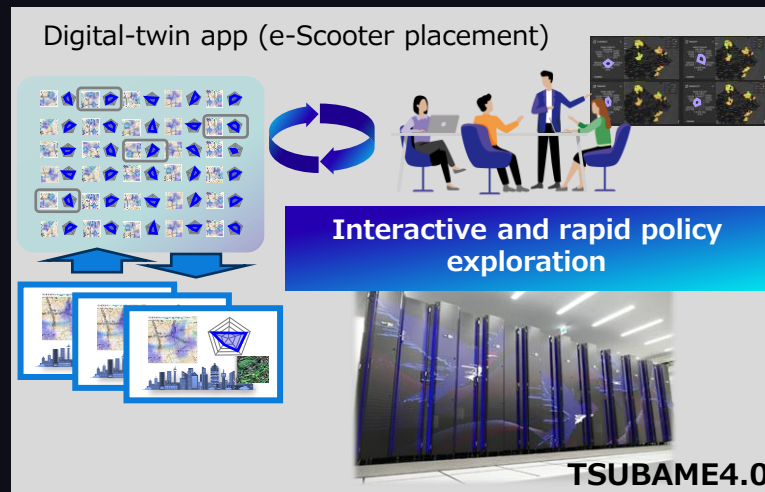 Digital-twin app (e-Scooter placement)
Interactive and rapid policy
exploration
TSUBAME4.0